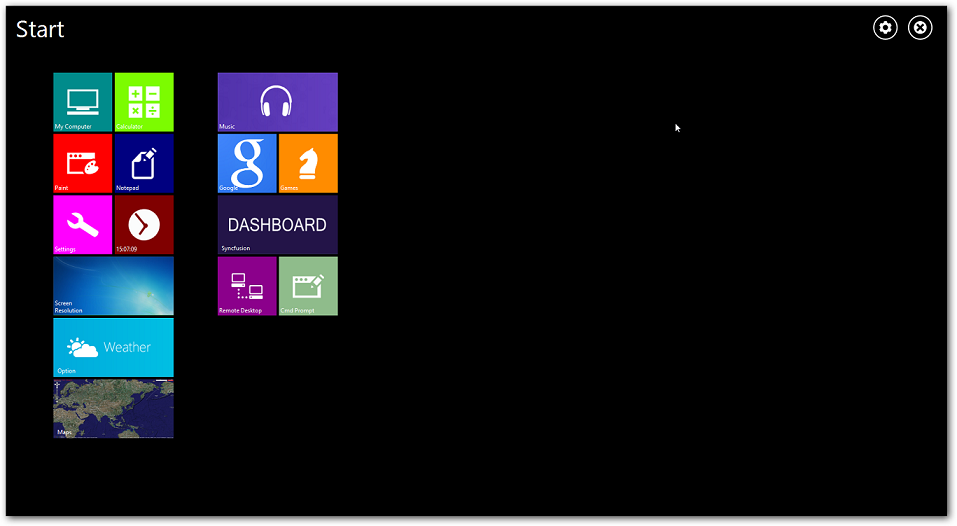 Start
My Computer
Calculator
Paint
Notepad
Settings
15:07:09
Screen
Resolution
Weather
Option
Maps
Music
g
Google
Games
DASHBOARD
Syncfusion
Remote Desktop
Cmd Prompt